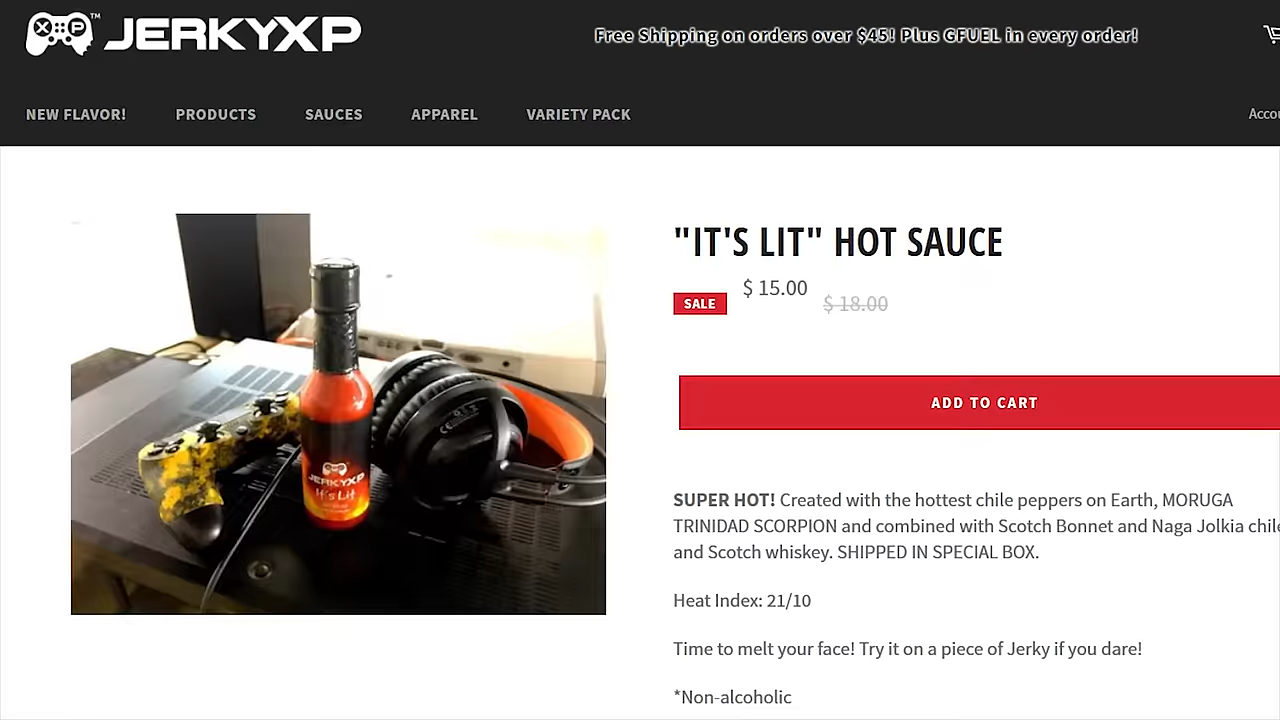 XP™ JERKYXP
Free Shipping on orders over $45! Plus GFUEL in every order!
NEW FLAVOR! PRODUCTS SAUCES APPAREL VARIETY PACK
"IT'S LIT" HOT SAUCE
SALE $ 15.00 $ 18.00
ADD TO CART
JERKYXP
It's Lit
SUPER HOT! Created with the hottest chile peppers on Earth, MORUGA
TRINIDAD SCORPION and combined with Scotch Bonnet and Naga Jolkia
and Scotch whiskey. SHIPPED IN SPECIAL BOX.
Heat Index: 21/10
Time to melt your face! Try it on a piece of Jerky if you dare!
*Non-alcoholic